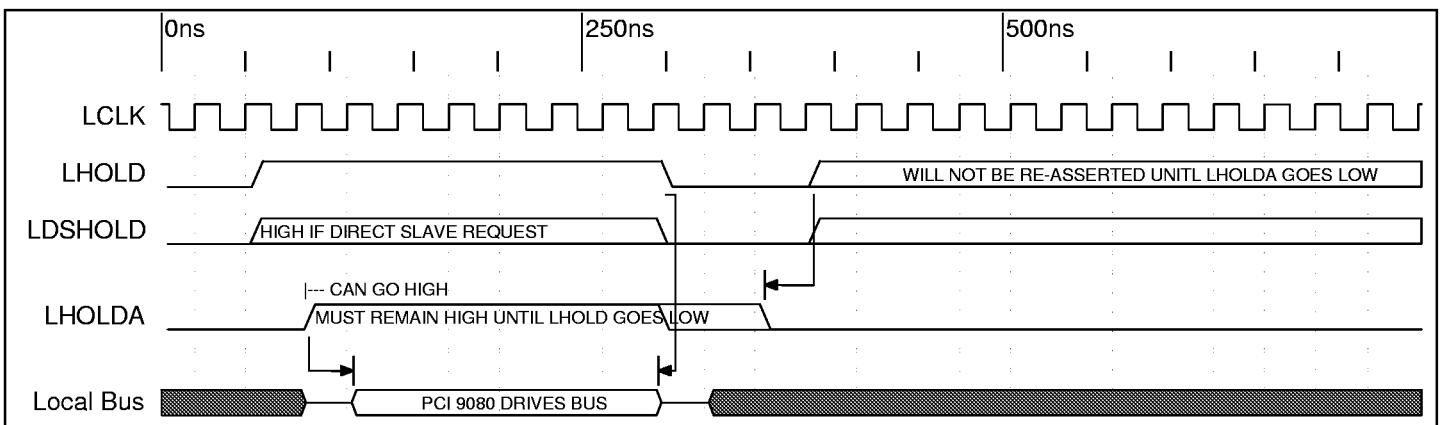 0ns 250ns 500ns
LCLK
LHOLD WILL NOT BE RE-ASSERTED UNITL LHOLDA GOES LOW
LDSHOLD HIGH IF DIRECT SLAVE REQUEST
|--- CAN GO HIGH
LHOLDA MUST REMAIN HIGH UNTIL LHOLD GOES LOW
Local Bus PCI 9080 DRIVES BUS